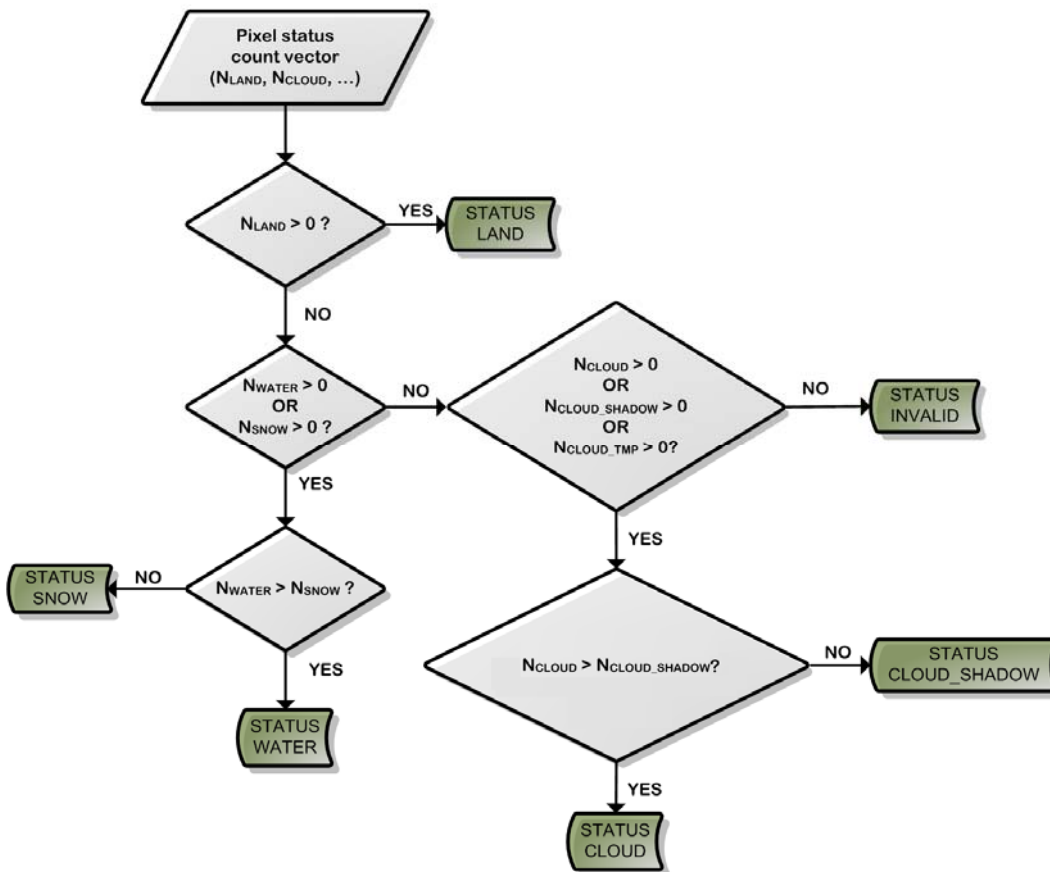 Pixel status
count vector
(NLAND, NCLOUD, ...)
NLAND > 0 ?
YES
STATUS
LAND
NO
NWATER > 0
OR
NSNOW > 0 ?
NO
NCLOUD > 0
OR
NCLOUD_SHADOW > 0
OR
NCLOUD_TMP > 0?
NO
STATUS
INVALID
YES
YES
NWATER > NSNOW ?
NO
STATUS
SNOW
YES
STATUS
WATER
NCLOUD > NCLOUD_SHADOW?
NO
STATUS
CLOUD_SHADOW
YES
STATUS
CLOUD